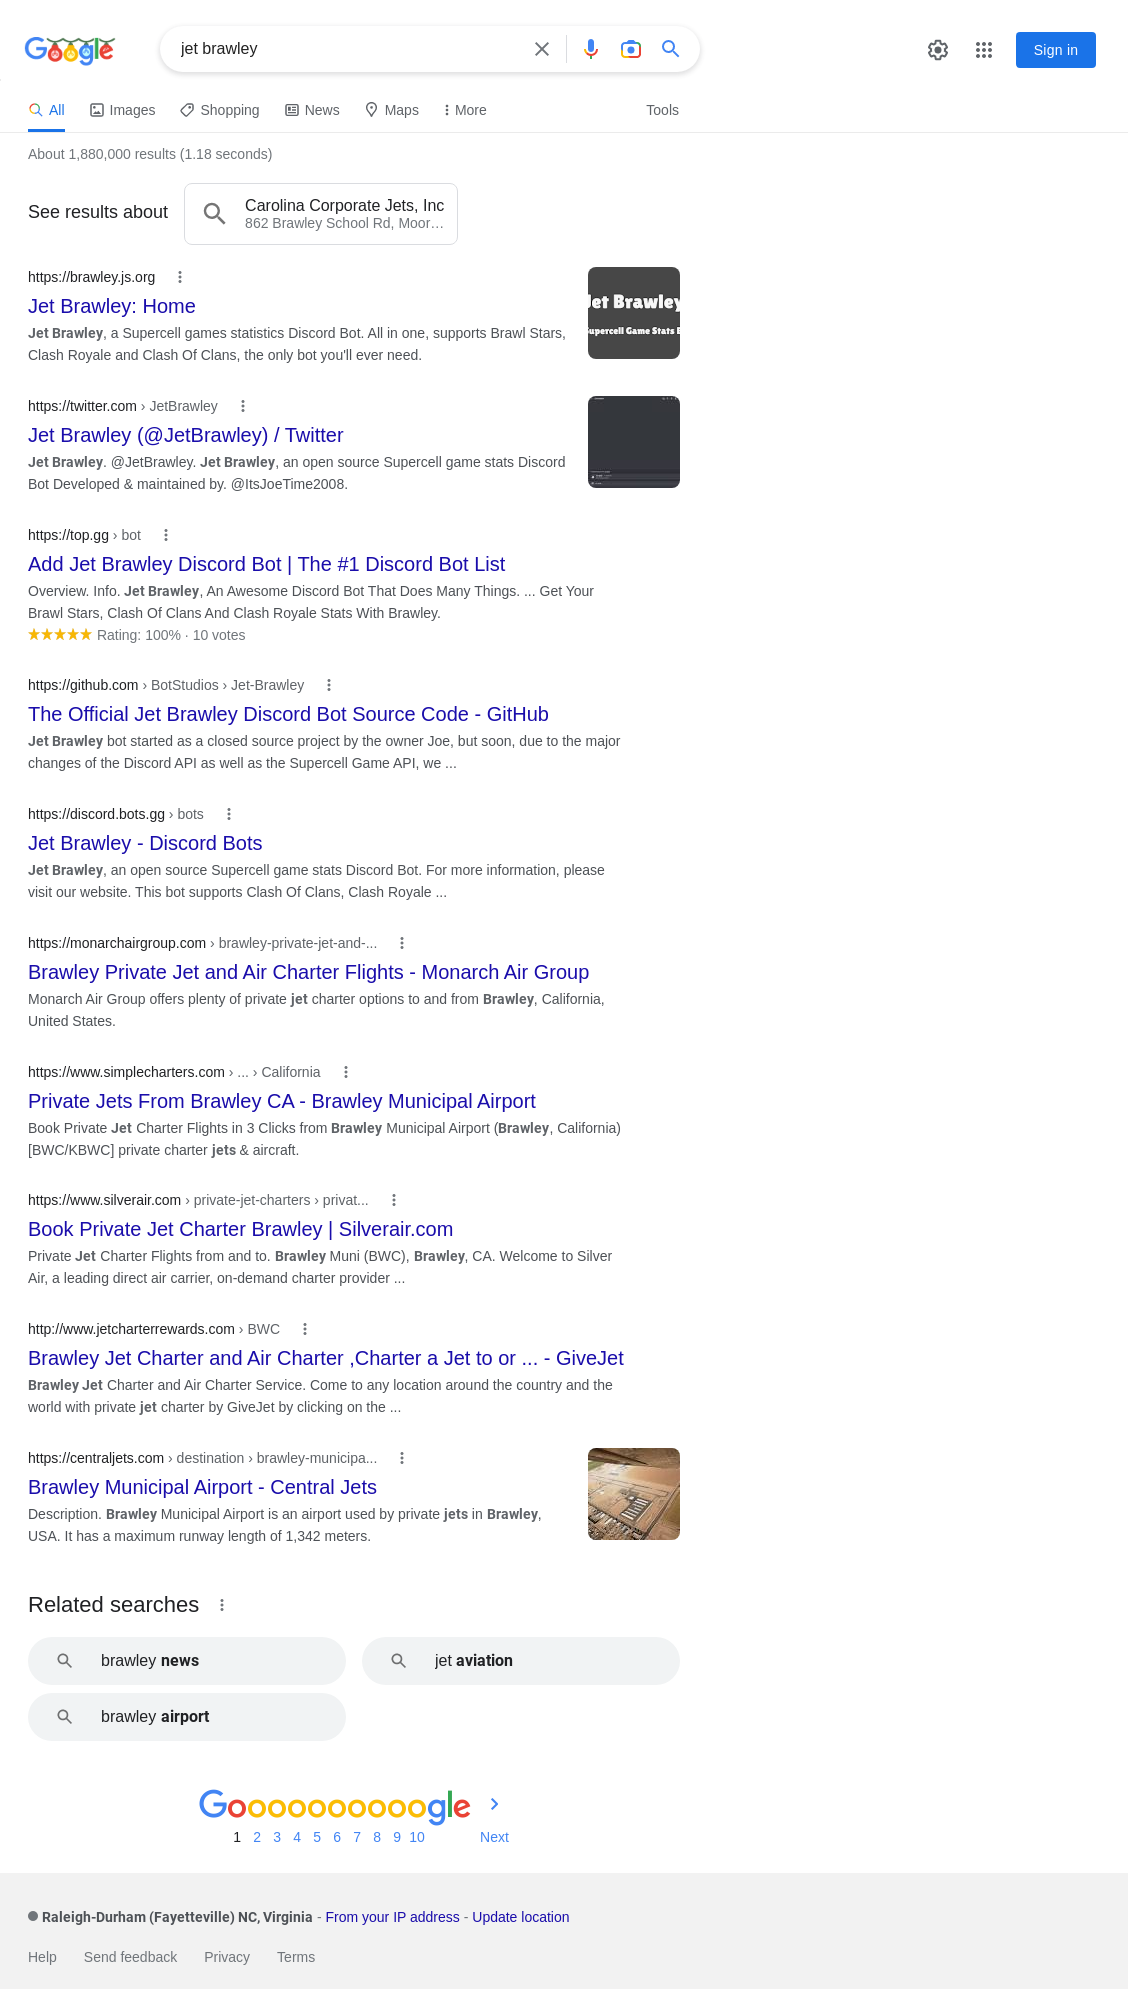 Google
jet brawley
Sign in
All
Images
Shopping
News
Maps
More
Tools
About 1,880,000 results (1.18 seconds)
See results about
Carolina Corporate Jets, Inc
862 Brawley School Rd, Moor…
https://brawley.js.org
Jet Brawley: Home
Jet Brawley, a Supercell games statistics Discord Bot. All in one, supports Brawl Stars,
Clash Royale and Clash Of Clans, the only bot you'll ever need.
Jet Brawley
Supercell Game Stats
https://twitter.com › JetBrawley
Jet Brawley (@JetBrawley) / Twitter
Jet Brawley. @JetBrawley. Jet Brawley, an open source Supercell game stats Discord
Bot Developed & maintained by. @ItsJoeTime2008.
https://top.gg › bot
Add Jet Brawley Discord Bot | The #1 Discord Bot List
Overview. Info. Jet Brawley, An Awesome Discord Bot That Does Many Things. ... Get Your
Brawl Stars, Clash Of Clans And Clash Royale Stats With Brawley.
Rating: 100% · 10 votes
https://github.com › BotStudios › Jet-Brawley
The Official Jet Brawley Discord Bot Source Code - GitHub
Jet Brawley bot started as a closed source project by the owner Joe, but soon, due to the major
changes of the Discord API as well as the Supercell Game API, we ...
https://discord.bots.gg › bots
Jet Brawley - Discord Bots
Jet Brawley, an open source Supercell game stats Discord Bot. For more information, please
visit our website. This bot supports Clash Of Clans, Clash Royale ...
https://monarchairgroup.com › brawley-private-jet-and-...
Brawley Private Jet and Air Charter Flights - Monarch Air Group
Monarch Air Group offers plenty of private jet charter options to and from Brawley, California,
United States.
https://www.simplecharters.com › ... › California
Private Jets From Brawley CA - Brawley Municipal Airport
Book Private Jet Charter Flights in 3 Clicks from Brawley Municipal Airport (Brawley, California)
[BWC/KBWC] private charter jets & aircraft.
https://www.silverair.com › private-jet-charters › privat...
Book Private Jet Charter Brawley | Silverair.com
Private Jet Charter Flights from and to. Brawley Muni (BWC), Brawley, CA. Welcome to Silver
Air, a leading direct air carrier, on-demand charter provider ...
http://www.jetcharterrewards.com › BWC
Brawley Jet Charter and Air Charter ,Charter a Jet to or ... - GiveJet
Brawley Jet Charter and Air Charter Service. Come to any location around the country and the
world with private jet charter by GiveJet by clicking on the ...
https://centraljets.com › destination › brawley-municipa...
Brawley Municipal Airport - Central Jets
Description. Brawley Municipal Airport is an airport used by private jets in Brawley,
USA. It has a maximum runway length of 1,342 meters.
Related searches
brawley news
jet aviation
brawley airport
Goooooooooogle
1 2 3 4 5 6 7 8 9 10 Next
Raleigh-Durham (Fayetteville) NC, Virginia - From your IP address - Update location
Help Send feedback Privacy Terms